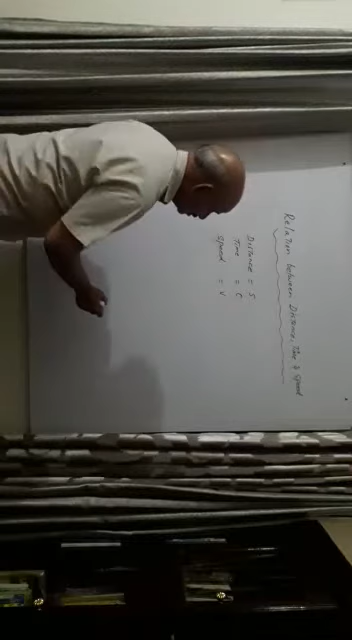 Relation between Distance, Time & Speed
Distance = S
Time = t
Speed = V